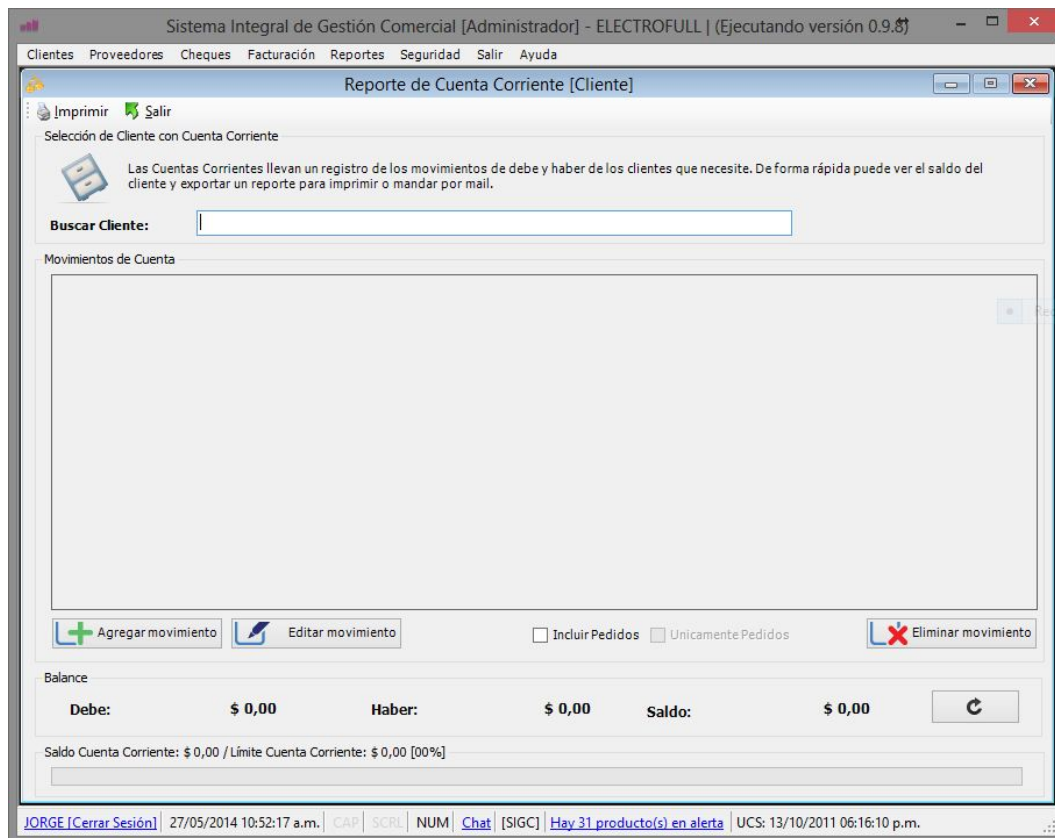 Sistema Integral de Gestión Comercial [Administrador] - ELECTROFULL | (Ejecutando versión 0.9.8)
Clientes Proveedores Cheques Facturación Reportes Seguridad Salir Ayuda
Reporte de Cuenta Corriente [Cliente]
Imprimir Salir
Selección de Cliente con Cuenta Corriente
Las Cuentas Corrientes llevan un registro de los movimientos de debe y haber de los clientes que necesite. De forma rápida puede ver el saldo del
cliente y exportar un reporte para imprimir o mandar por mail.
Buscar Cliente:
Movimientos de Cuenta
Rec
Agregar movimiento Editar movimiento Incluir Pedidos Unicamente Pedidos Eliminar movimiento
Balance
Debe: $ 0,00 Haber: $ 0,00 Saldo: $ 0,00
Saldo Cuenta Corriente: $ 0,00 / Límite Cuenta Corriente: $ 0,00 [00%]
JORGE [Cerrar Sesión] 27/05/2014 10:52:17 a.m. CAP SCRL NUM Chat [SIGC] Hay 31 producto(s) en alerta UCS: 13/10/2011 06:16:10 p.m.